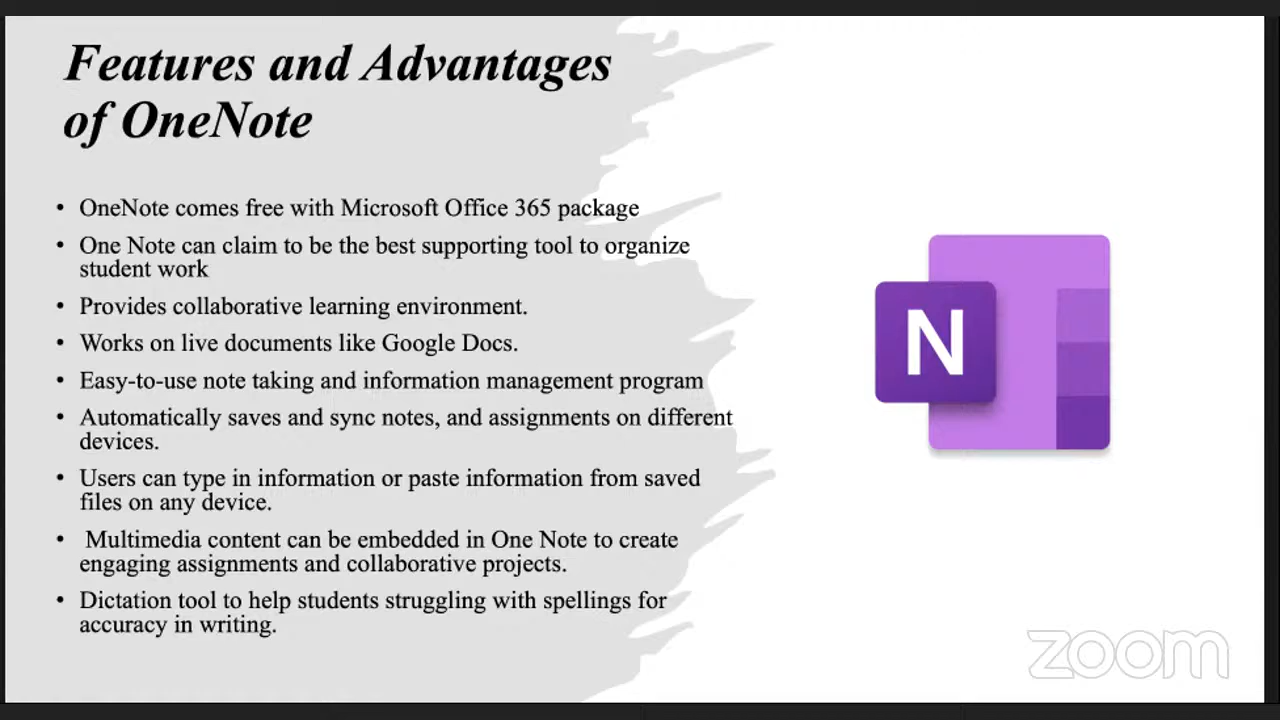 Features and Advantages
of OneNote
• OneNote comes free with Microsoft Office 365 package
• One Note can claim to be the best supporting tool to organize
student work
• Provides collaborative learning environment.
• Works on live documents like Google Docs.
• Easy-to-use note taking and information management program
• Automatically saves and sync notes, and assignments on different
devices.
• Users can type in information or paste information from saved
files on any device.
• Multimedia content can be embedded in One Note to create
engaging assignments and collaborative projects.
• Dictation tool to help students struggling with spellings for
accuracy in writing.
N
zoom